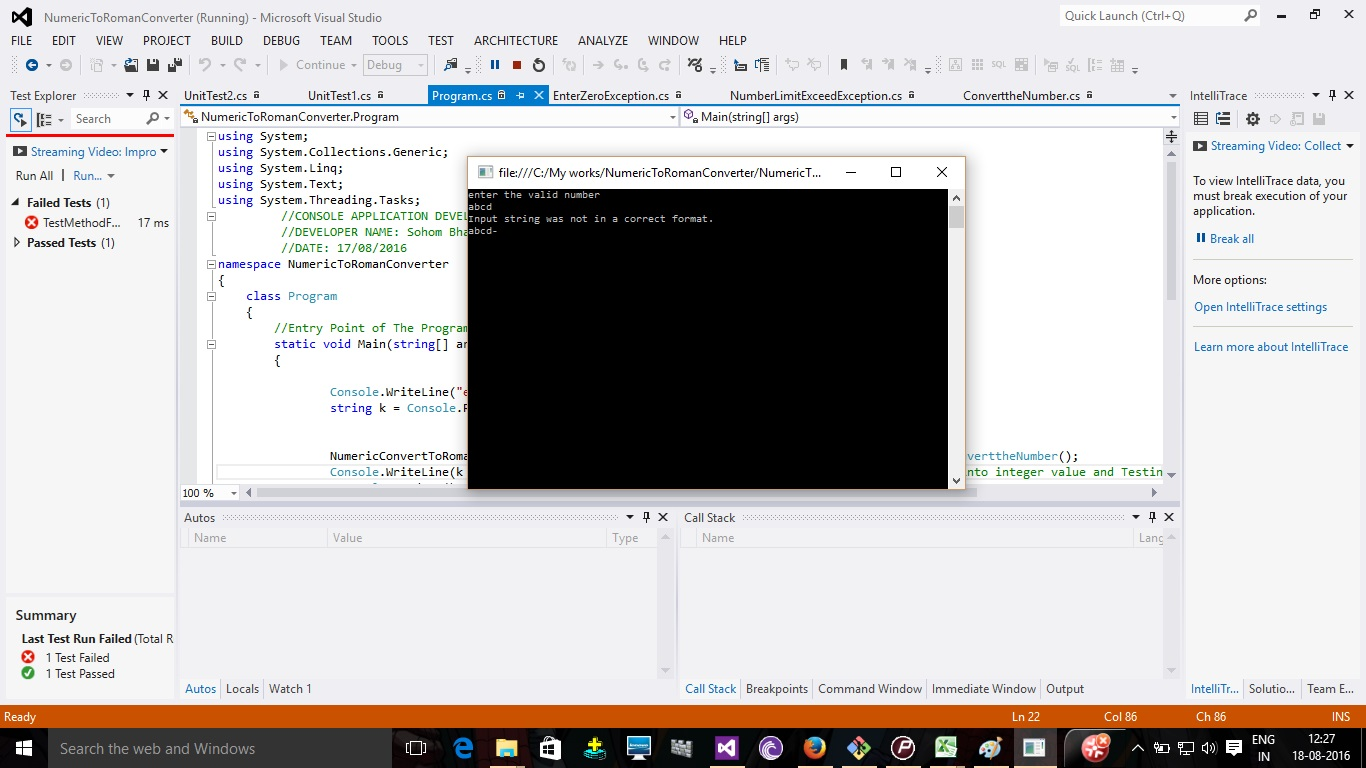 NumericToRomanConverter (Running) - Microsoft Visual Studio
Quick Launch (Ctrl+Q)
FILE EDIT VIEW PROJECT BUILD DEBUG TEAM TOOLS TEST ARCHITECTURE ANALYZE WINDOW HELP
Continue Debug
Test Explorer
Search
Streaming Video: Impro
Run All | Run...
Failed Tests (1)
TestMethodF... 17 ms
Passed Tests (1)
Summary
Last Test Run Failed (Total R
1 Test Failed
1 Test Passed
UnitTest2.cs UnitTest1.cs Program.cs EnterZeroException.cs NumberLimitExceedException.cs ConverttheNumber.cs
NumericToRomanConverter.Program Main(string[] args)
using System;
using System.Collections.Generic;
using System.Linq;
using System.Text;
using System.Threading.Tasks;
//CONSOLE APPLICATION DEVEL
//DEVELOPER NAME: Sohom Bha
//DATE: 17/08/2016
namespace NumericToRomanConverter
{
class Program
{
//Entry Point of The Program
static void Main(string[] ar
{
Console.WriteLine("e
string k = Console.R
NumericConvertToRoma verttheNumber();
Console.WriteLine(k nto integer value and Testin
100 %
file:///C:/My works/NumericToRomanConverter/NumericT...
enter the valid number
abcd
Input string was not in a correct format.
abcd-
Autos
Name Value Type
Autos Locals Watch 1
Call Stack
Name Lang
Call Stack Breakpoints Command Window Immediate Window Output
IntelliTrace
Streaming Video: Collect
To view IntelliTrace data, you
must break execution of your
application.
Break all
More options:
Open IntelliTrace settings
Learn more about IntelliTrace
IntelliTr... Solutio... Team E...
Ready Ln 22 Col 86 Ch 86 INS
Search the web and Windows
ENG
IN
12:27
18-08-2016